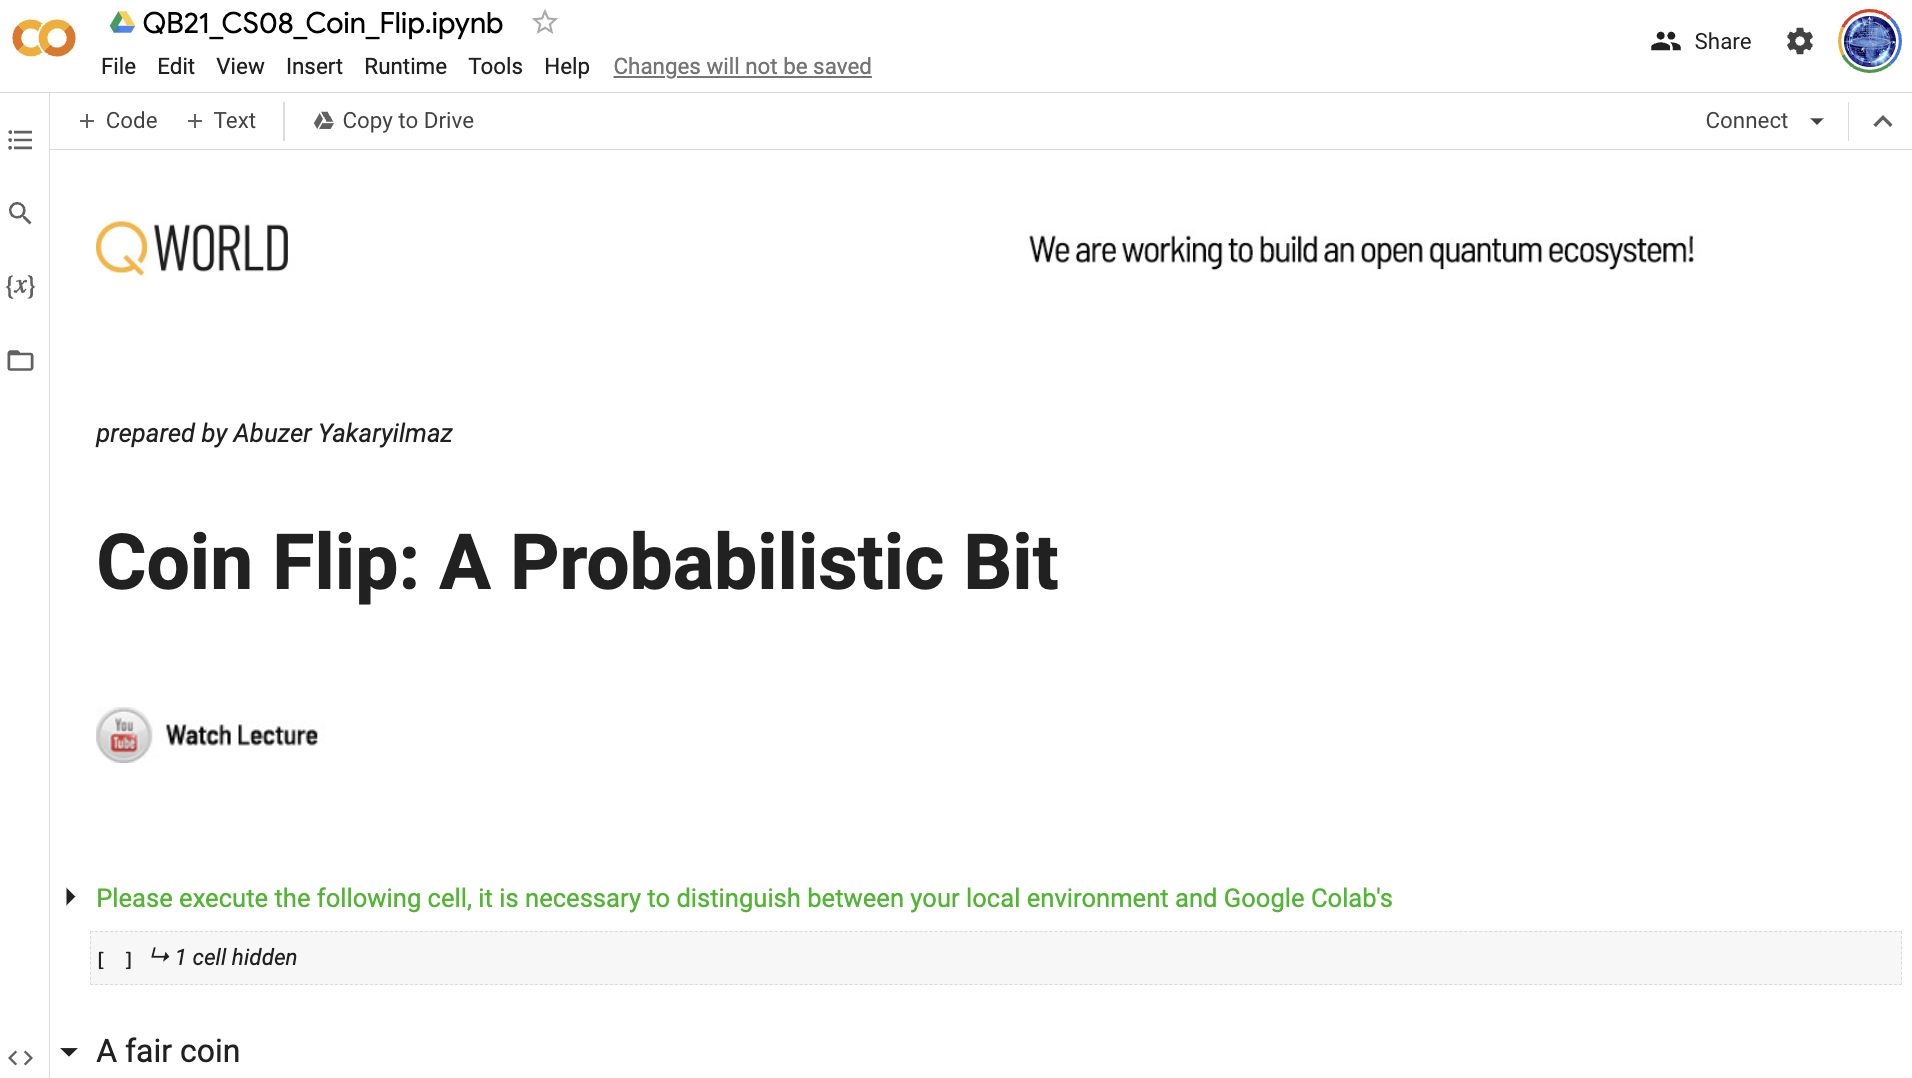 QB21_CS08_Coin_Flip.ipynb
File Edit View Insert Runtime Tools Help Changes will not be saved
Share
+ Code + Text Copy to Drive
Connect
{x}
QWORLD
We are working to build an open quantum ecosystem!
prepared by Abuzer Yakaryilmaz
Coin Flip: A Probabilistic Bit
You Tube Watch Lecture
Please execute the following cell, it is necessary to distinguish between your local environment and Google Colab's
[ ] ↳ 1 cell hidden
A fair coin